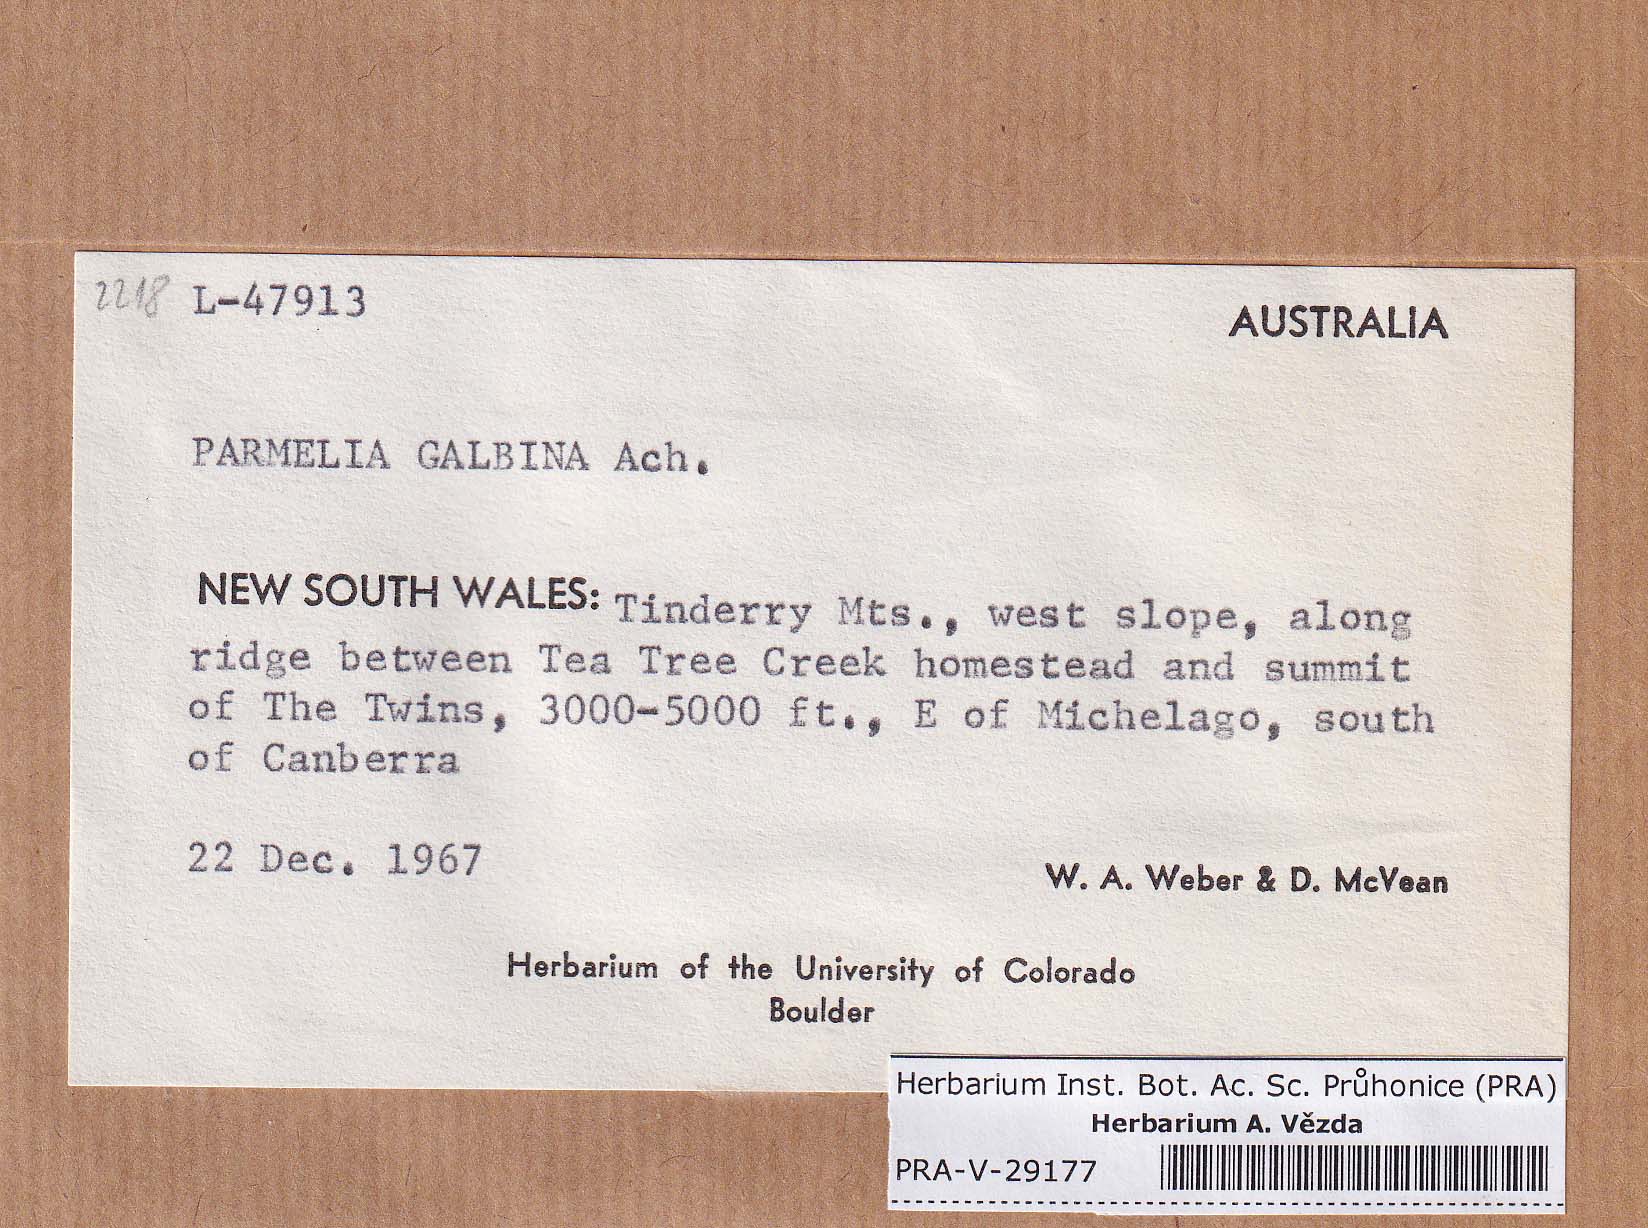 2218 L-47913
AUSTRALIA
PARMELIA GALBINA Ach.
NEW SOUTH WALES: Tinderry Mts., west slope, along
ridge between Tea Tree Creek homestead and summit
of The Twins, 3000-5000 ft., E of Michelago, south
of Canberra
22 Dec. 1967
W. A. Weber & D. McVean
Herbarium of the University of Colorado
Boulder
Herbarium Inst. Bot. Ac. Sc. Průhonice (PRA)
Herbarium A. Vězda
PRA-V-29177